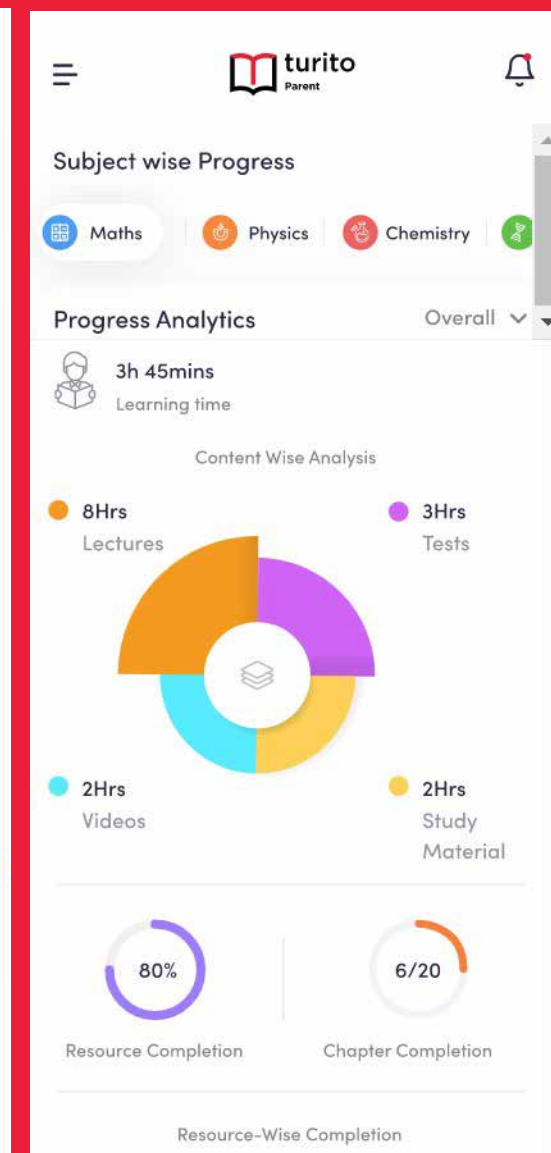 turito
Parent
Subject wise Progress
Maths
Physics
Chemistry
Progress Analytics
Overall
3h 45mins
Learning time
Content Wise Analysis
8Hrs
Lectures
3Hrs
Tests
2Hrs
Videos
2Hrs
Study
Material
80%
Resource Completion
6/20
Chapter Completion
Resource-Wise Completion